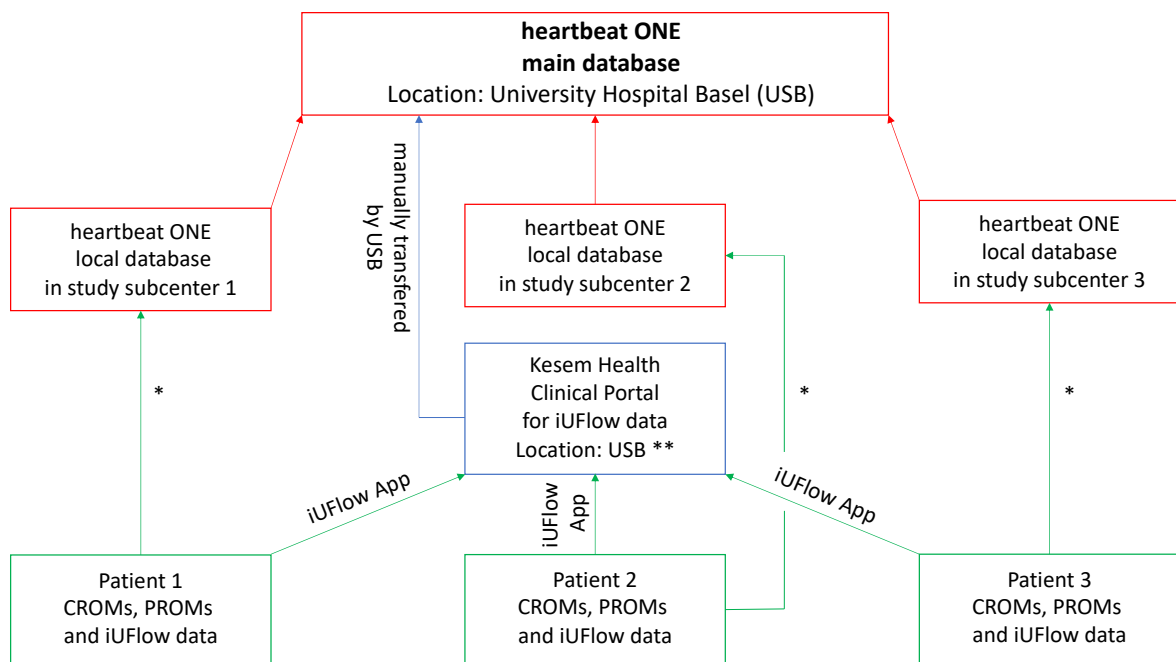 heartbeat ONE
main database
Location: University Hospital Basel (USB)
manually transfered
by USB
heartbeat ONE
local database
in study subcenter 1
heartbeat ONE
local database
in study subcenter 2
heartbeat ONE
local database
in study subcenter 3
*
Kesem Health
Clinical Portal
for iUFlow data
Location: USB **
*
*
iUFlow App
iUFlow
App
iUFlow App
Patient 1
CROMs, PROMs
and iUFlow data
Patient 2
CROMs, PROMs
and iUFlow data
Patient 3
CROMs, PROMs
and iUFlow data